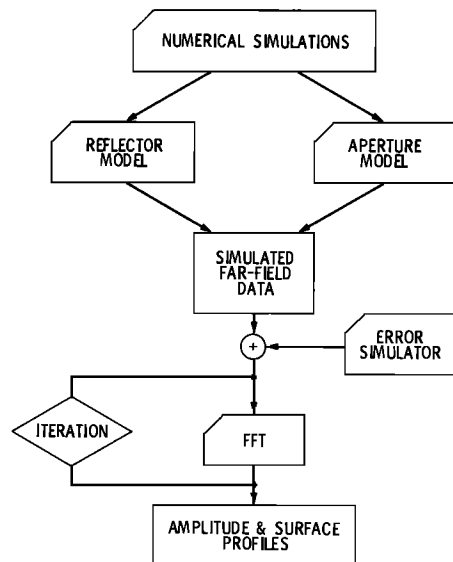 NUMERICAL SIMULATIONS
REFLECTOR
MODEL
APERTURE
MODEL
SIMULATED
FAR-FIELD
DATA
+
ERROR
SIMULATOR
ITERATION
FFT
AMPLITUDE & SURFACE
PROFILES